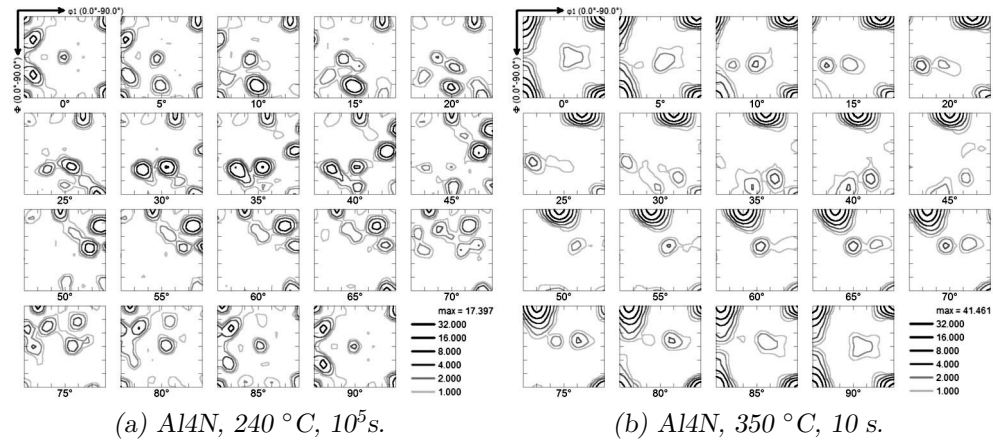 φ1 (0.0°-90.0°)
Φ (0.0°-90.0°)
0° 5° 10° 15° 20°
25° 30° 35° 40° 45°
50° 55° 60° 65° 70°
max = 17.397
32.000
16.000
8.000
4.000
2.000
1.000
75° 80° 85° 90°
(a) Al4N, 240 °C, 10⁵s.
φ1 (0.0°-90.0°)
Φ (0.0°-90.0°)
0° 5° 10° 15° 20°
25° 30° 35° 40° 45°
50° 55° 60° 65° 70°
max = 41.461
32.000
16.000
8.000
4.000
2.000
1.000
75° 80° 85° 90°
(b) Al4N, 350 °C, 10 s.